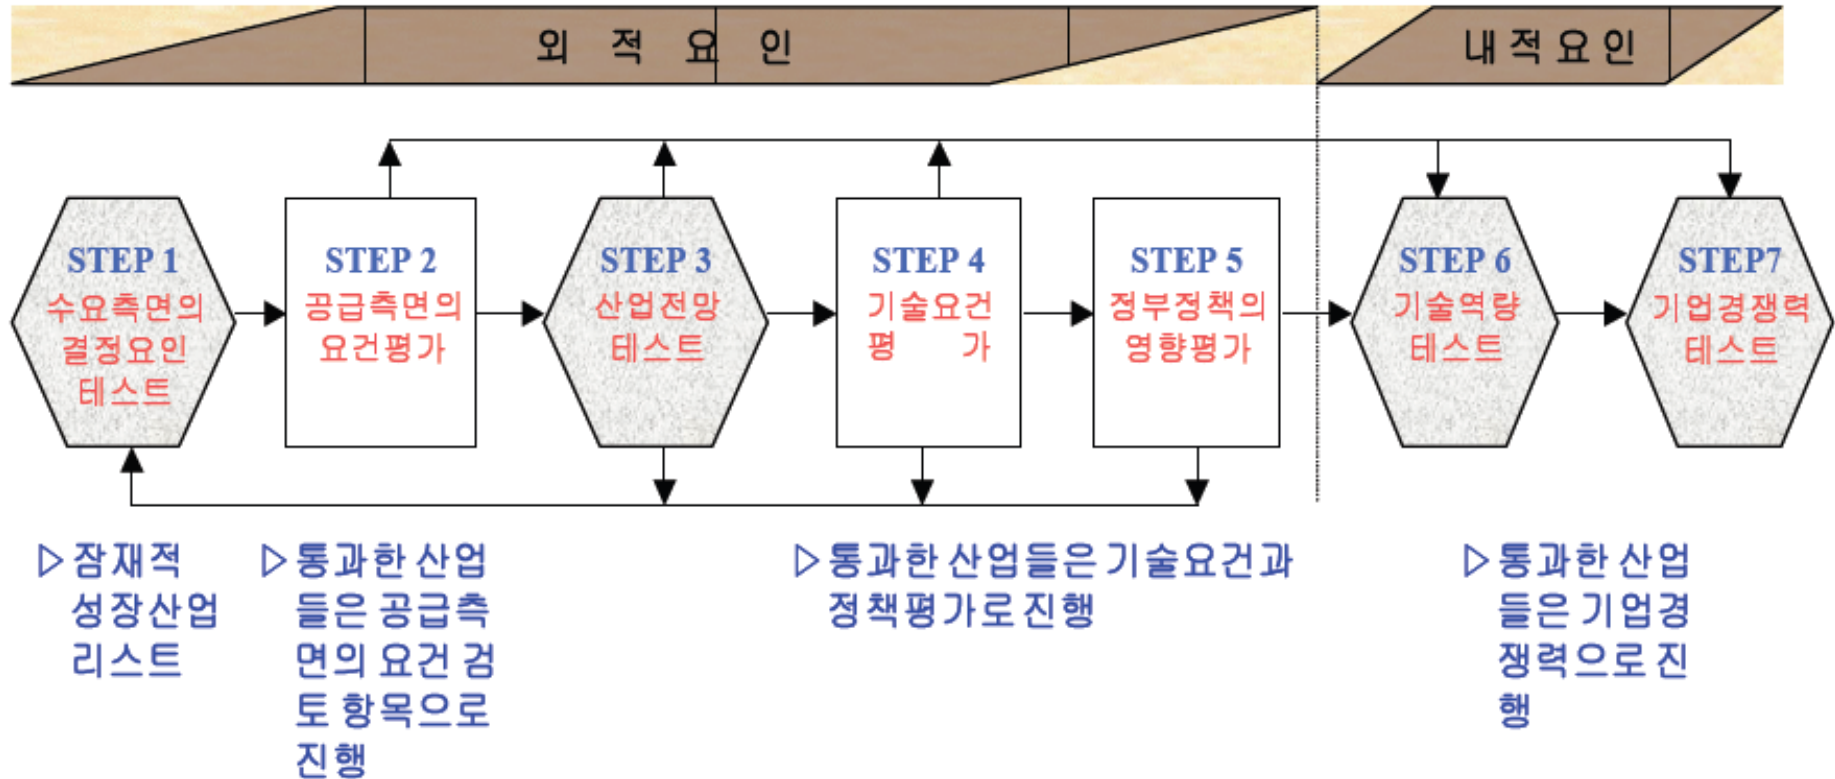 외 적 요 인
내적요인
STEP 1
수요측면의
결정요인
테스트
STEP 2
공급측면의
요건평가
STEP 3
산업전망
테스트
STEP 4
기술요건
평 가
STEP 5
정부정책의
영향평가
STEP 6
기술역량
테스트
STEP7
기업경쟁력
테스트
▷잠재적
성장산업
리스트
▷통과한 산업
들은 공급측
면의 요건 검
토 항목으로
진행
▷통과한 산업들은 기술요건과
정책평가로 진행
▷통과한 산업
들은 기업경
쟁력으로 진
행